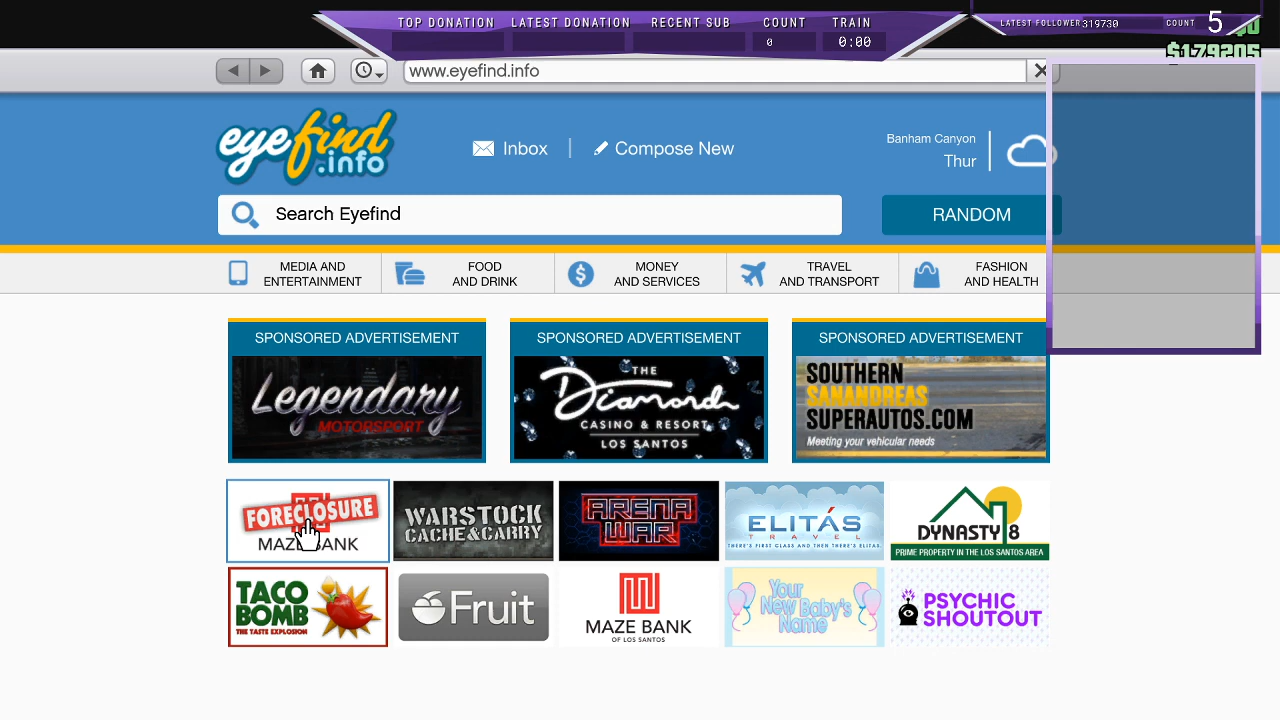 TOP DONATION LATEST DONATION RECENT SUB COUNT TRAIN
0 0:00
LATEST FOLLOWER 319730 COUNT 5
$179205
www.eyefind.info
eyefind.info
Inbox
Compose New
Banham Canyon
Thur
Search Eyefind
RANDOM
MEDIA AND ENTERTAINMENT
FOOD AND DRINK
MONEY AND SERVICES
TRAVEL AND TRANSPORT
FASHION AND HEALTH
SPONSORED ADVERTISEMENT
Legendary
MOTORSPORT
SPONSORED ADVERTISEMENT
THE
Diamond
CASINO & RESORT
LOS SANTOS
SPONSORED ADVERTISEMENT
SOUTHERN
SANANDREAS
SUPERAUTOS.COM
Meeting your vehicular needs
FORECLOSURE
MAZE BANK
WARSTOCK
CACHE&CARRY
ARENA
WAR
ELITÁS
TRAVEL
THERE'S FIRST CLASS AND THEN THERE'S ELITAS.
DYNASTY 8
PRIME PROPERTY IN THE LOS SANTOS AREA
TACO
BOMB
THE TASTE EXPLOSION
Fruit
MAZE BANK
OF LOS SANTOS
Your
New Baby's
Name
PSYCHIC
SHOUTOUT